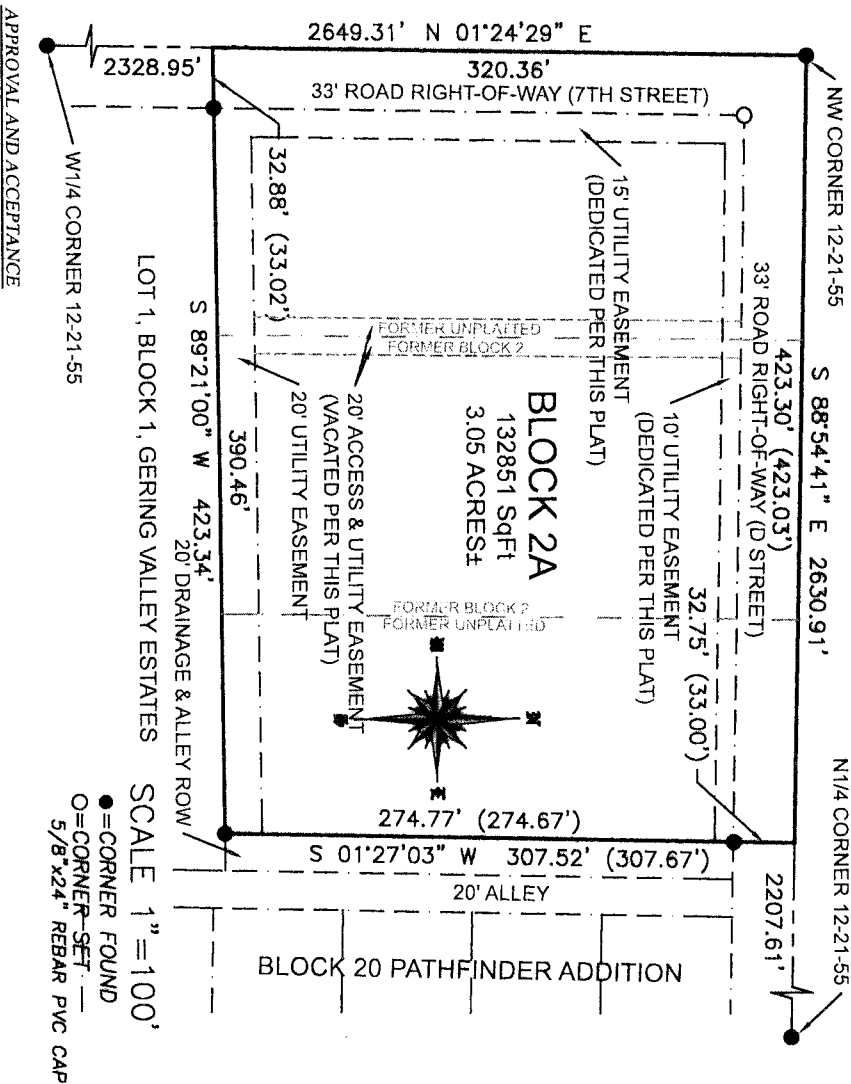 NW CORNER 12-21-55
S 88°54'41" E 2630.91'
N1/4 CORNER 12-21-55
423.30' (423.03')
2207.61'
33' ROAD RIGHT-OF-WAY (D STREET)
32.75' (33.00')
10' UTILITY EASEMENT
(DEDICATED PER THIS PLAT)
15' UTILITY EASEMENT
(DEDICATED PER THIS PLAT)
2649.31' N 01°24'29" E
320.36'
33' ROAD RIGHT-OF-WAY (7TH STREET)
2328.95'
FORMER UNPLATTED
FORMER BLOCK 2
BLOCK 2A
132851 SqFt
3.05 ACRES±
FORMER BLOCK 2
FORMER UNPLATTED
274.77' (274.67')
S 01°27'03" W 307.52' (307.67')
20' ALLEY
BLOCK 20 PATHFINDER ADDITION
20' ACCESS & UTILITY EASEMENT
(VACATED PER THIS PLAT)
20' UTILITY EASEMENT
32.88' (33.02')
390.46'
S 89°21'00" W 423.34'
20' DRAINAGE & ALLEY ROW
LOT 1, BLOCK 1, GERING VALLEY ESTATES
W1/4 CORNER 12-21-55
SCALE 1"=100'
●=CORNER FOUND
O=CORNER SET
5/8"x24" REBAR PVC CAP
APPROVAL AND ACCEPTANCE